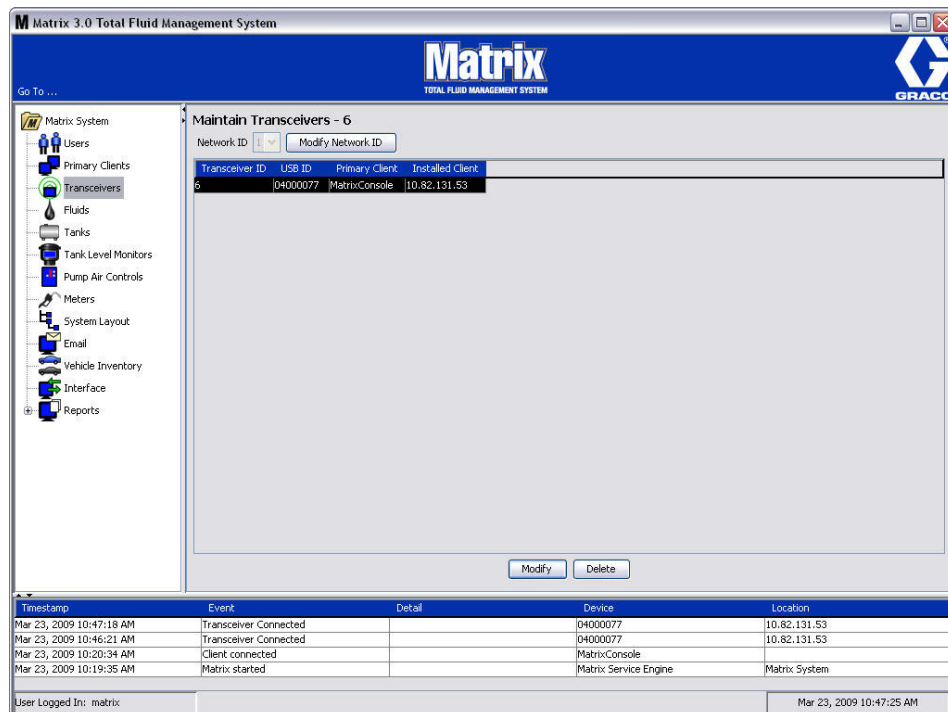 M Matrix 3.0 Total Fluid Management System
Matrix
TOTAL FLUID MANAGEMENT SYSTEM
Go To ...
GRACO
Matrix System
Users
Primary Clients
Transceivers
Fluids
Tanks
Tank Level Monitors
Pump Air Controls
Meters
System Layout
Email
Vehicle Inventory
Interface
Reports
Maintain Transceivers - 6
Network ID 1 Modify Network ID
Transceiver ID USB ID Primary Client Installed Client
6 04000077 MatrixConsole 10.82.131.53
Modify Delete
Timestamp Event Detail Device Location
Mar 23, 2009 10:47:18 AM Transceiver Connected 04000077 10.82.131.53
Mar 23, 2009 10:46:21 AM Transceiver Connected 04000077 10.82.131.53
Mar 23, 2009 10:20:34 AM Client connected MatrixConsole
Mar 23, 2009 10:19:35 AM Matrix started Matrix Service Engine Matrix System
User Logged In: matrix Mar 23, 2009 10:47:25 AM